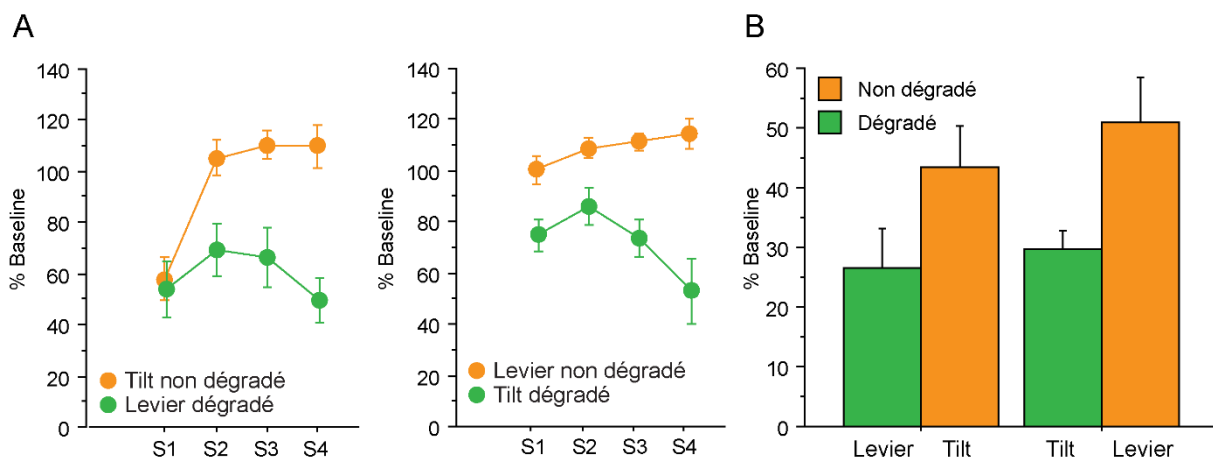 A
% Baseline
140
120
100
80
60
40
20
0
Tilt non dégradé
Levier dégradé
S1 S2 S3 S4
% Baseline
140
120
100
80
60
40
20
0
Levier non dégradé
Tilt dégradé
S1 S2 S3 S4
B
% Baseline
60
50
40
30
20
10
0
Non dégradé
Dégradé
Levier Tilt Tilt Levier